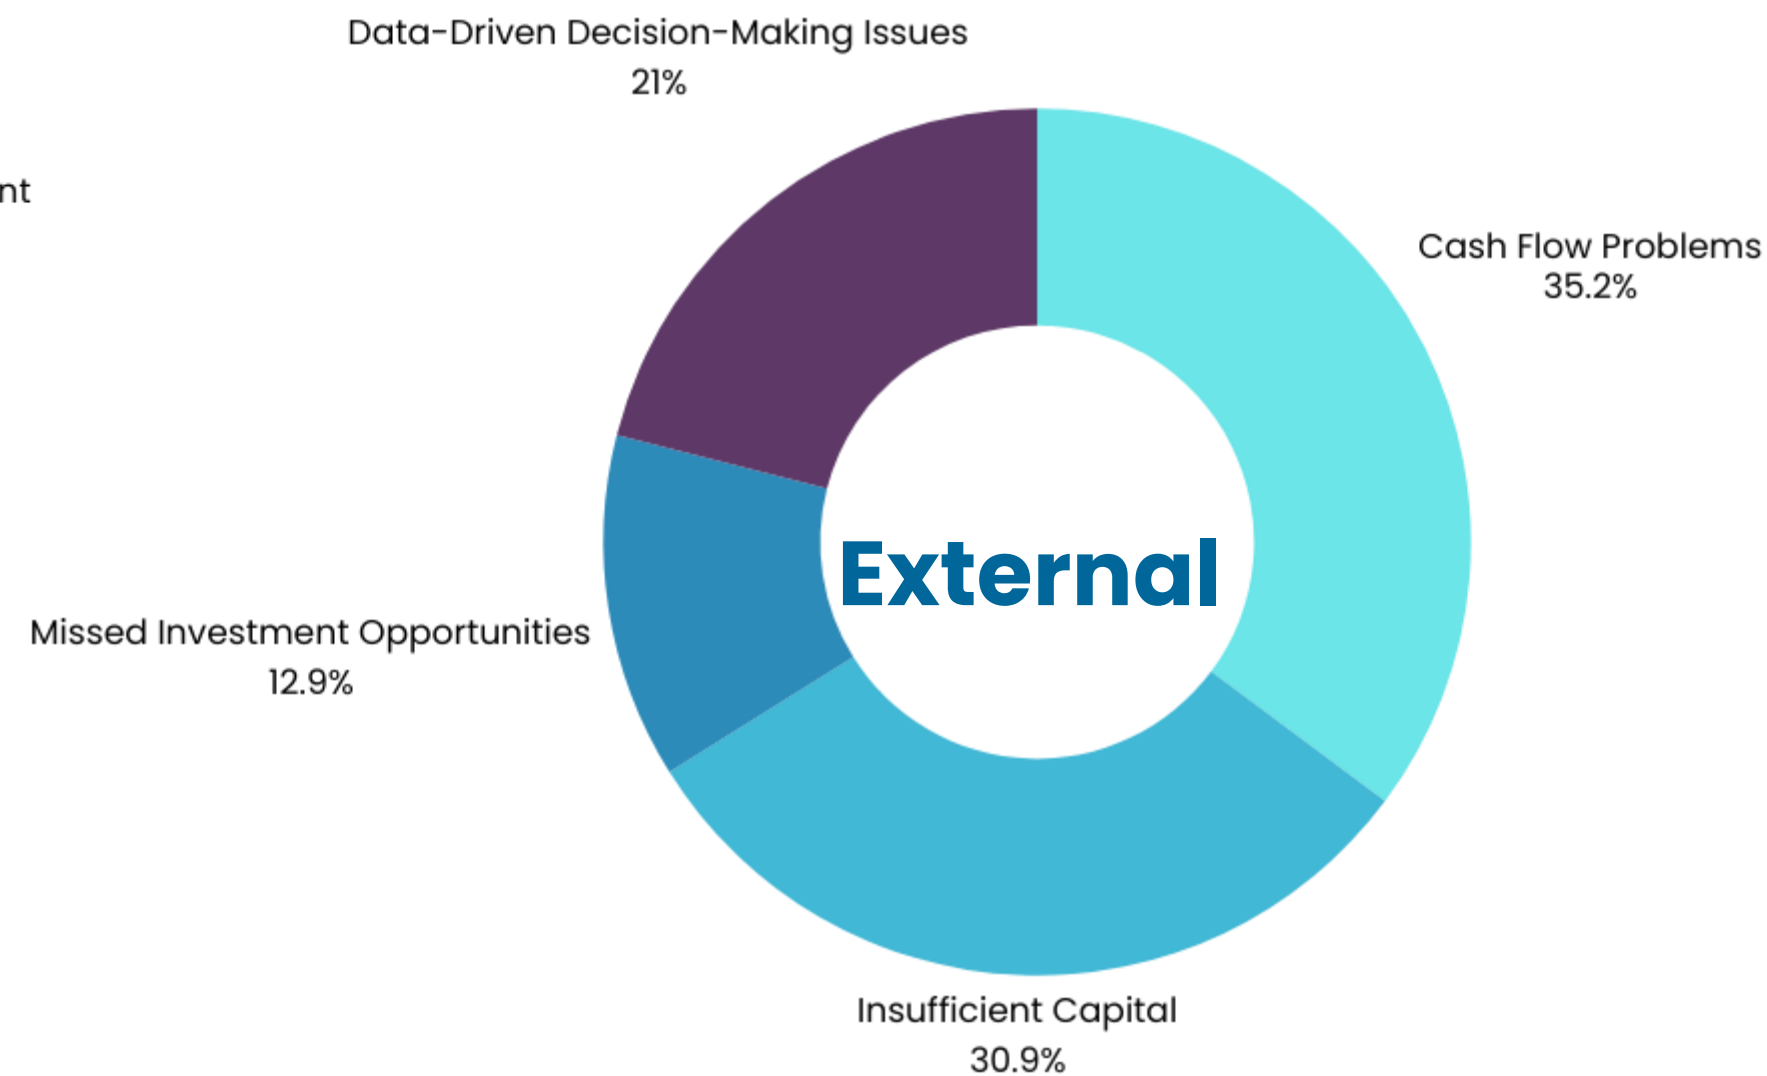 Data-Driven Decision-Making Issues
21%
nt
Cash Flow Problems
35.2%
External
Missed Investment Opportunities
12.9%
Insufficient Capital
30.9%